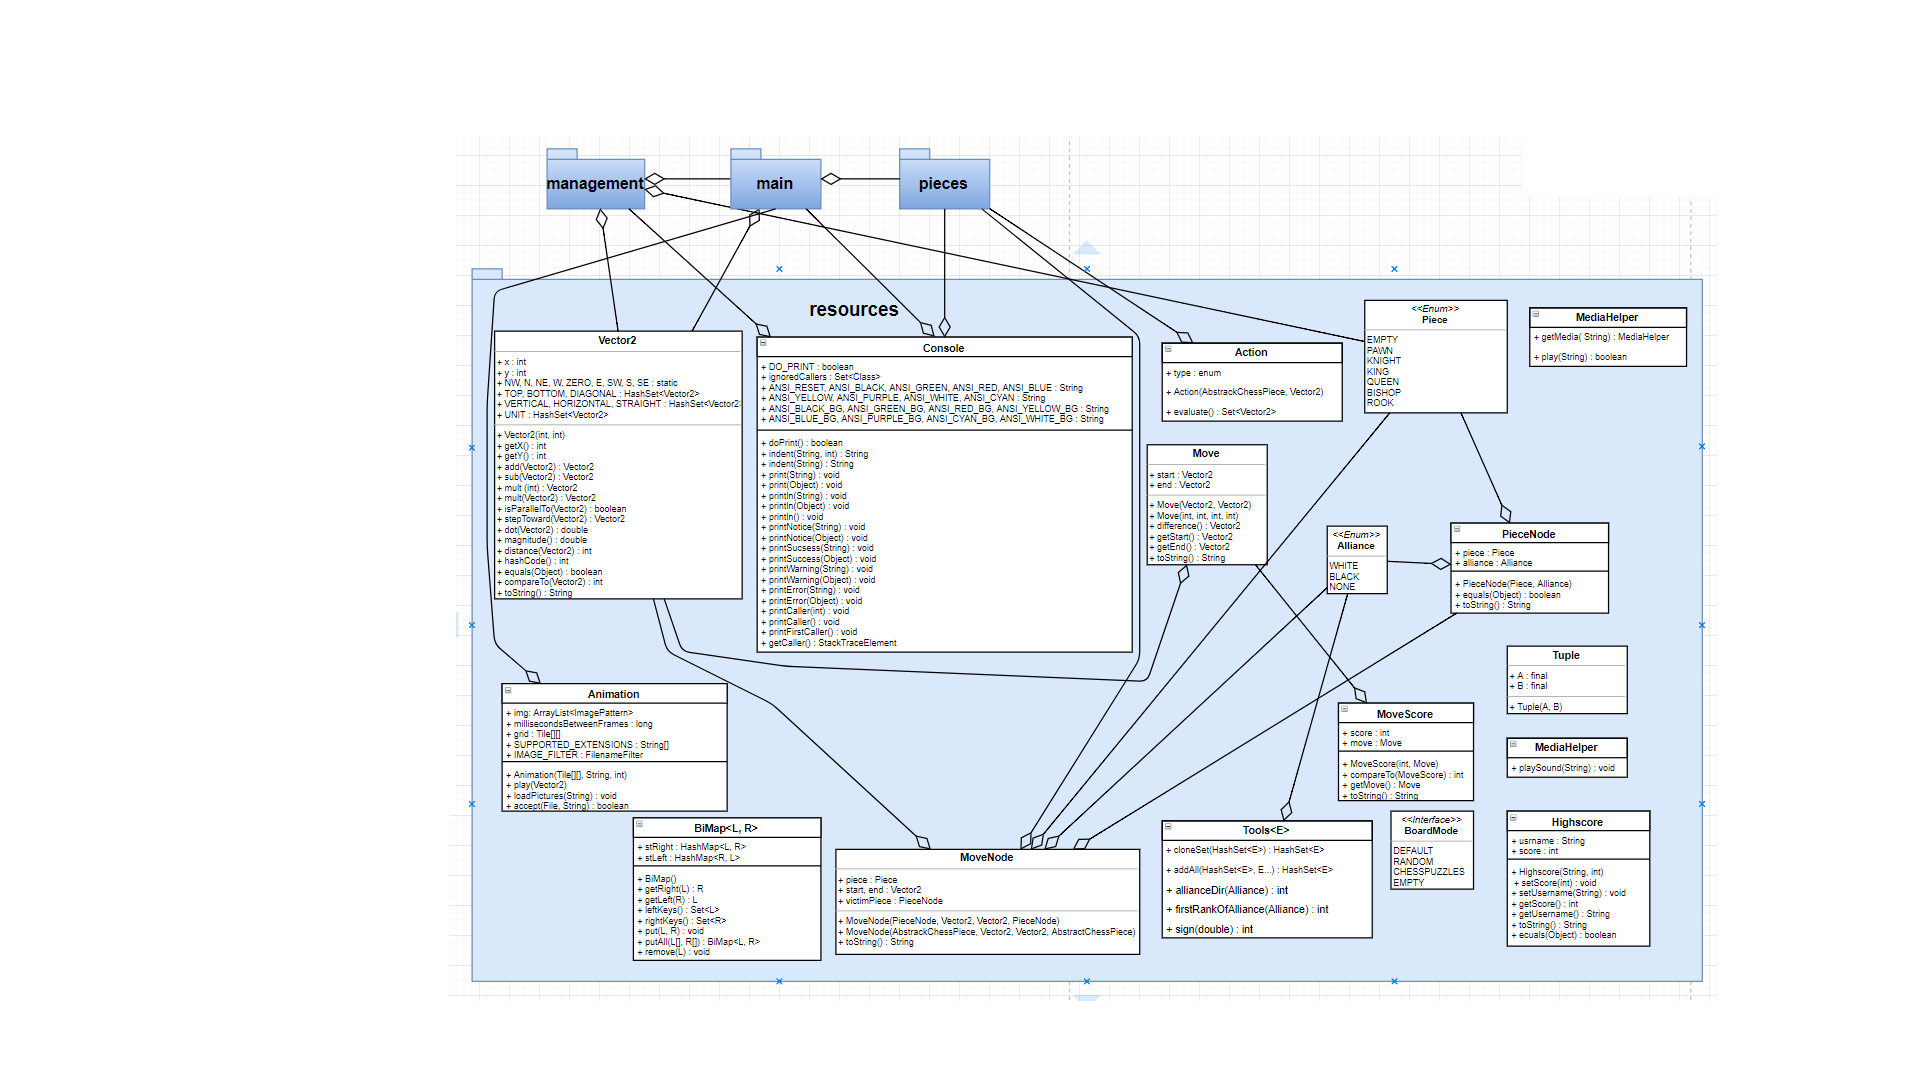 management
main
pieces
resources
Vector2
+ x : int
+ y : int
+ NW, N, NE, W, ZERO, E, SW, S, SE : static
+ TOP, BOTTOM, DIAGONAL : HashSet<Vector2>
+ VERTICAL, HORIZONTAL, STRAIGHT : HashSet<Vector2>
+ UNIT : HashSet<Vector2>
+ Vector2(int, int)
+ getX() : int
+ getY() : int
+ add(Vector2) : Vector2
+ sub(Vector2) : Vector2
+ mult (int) : Vector2
+ mult(Vector2) : Vector2
+ isParallelTo(Vector2) : boolean
+ stepToward(Vector2) : Vector2
+ dot(Vector2) : double
+ magnitude() : double
+ distance(Vector2) : int
+ hashCode() : int
+ equals(Object) : boolean
+ compareTo(Vector2) : int
+ toString() : String
Console
+ DO_PRINT : boolean
+ ignoredCallers : Set<Class>
+ ANSI_RESET, ANSI_BLACK, ANSI_GREEN, ANSI_RED, ANSI_BLUE : String
+ ANSI_YELLOW, ANSI_PURPLE, ANSI_WHITE, ANSI_CYAN : String
+ ANSI_BLACK_BG, ANSI_GREEN_BG, ANSI_RED_BG, ANSI_YELLOW_BG : String
+ ANSI_BLUE_BG, ANSI_PURPLE_BG, ANSI_CYAN_BG, ANSI_WHITE_BG : String
+ doPrint() : boolean
+ indent(String, int) : String
+ indent(String) : String
+ print(String) : void
+ print(Object) : void
+ println(String) : void
+ println(Object) : void
+ println() : void
+ printNotice(String) : void
+ printNotice(Object) : void
+ printSucsess(String) : void
+ printSuccess(Object) : void
+ printWarning(String) : void
+ printWarning(Object) : void
+ printError(String) : void
+ printError(Object) : void
+ printCaller(int) : void
+ printCaller() : void
+ printFirstCaller() : void
+ getCaller() : StackTraceElement
Action
+ type : enum
+ Action(AbstrackChessPiece, Vector2)
+ evaluate() : Set<Vector2>
<<Enum>>
Piece
EMPTY
PAWN
KNIGHT
KING
QUEEN
BISHOP
ROOK
MediaHelper
+ getMedia( String) : MediaHelper
+ play(String) : boolean
Move
+ start : Vector2
+ end : Vector2
+ Move(Vector2, Vector2)
+ Move(int, int, int, int)
+ difference() : Vector2
+ getStart() : Vector2
+ getEnd() : Vector2
+ toString() : String
<<Enum>>
Alliance
WHITE
BLACK
NONE
PieceNode
+ piece : Piece
+ alliance : Alliance
+ PieceNode(Piece, Alliance)
+ equals(Object) : boolean
+ toString() : String
Tuple
+ A : final
+ B : final
+ Tuple(A, B)
Animation
+ img: ArrayList<ImagePattern>
+ millisecondsBetweenFrames : long
+ grid : Tile[][]
+ SUPPORTED_EXTENSIONS : String[]
+ IMAGE_FILTER : FilenameFilter
+ Animation(Tile[][], String, int)
+ play(Vector2)
+ loadPictures(String) : void
+ accept(File, String) : boolean
MoveScore
+ score : int
+ move : Move
+ MoveScore(int, Move)
+ compareTo(MoveScore) : int
+ getMove() : Move
+ toString() : String
MediaHelper
+ playSound(String) : void
BiMap<L, R>
+ stRight : HashMap<L, R>
+ stLeft : HashMap<R, L>
+ BiMap()
+ getRight(L) : R
+ getLeft(R) : L
+ leftKeys() : Set<L>
+ rightKeys() : Set<R>
+ put(L, R) : void
+ putAll(L[], R[]) : BiMap<L, R>
+ remove(L) : void
MoveNode
+ piece : Piece
+ start, end : Vector2
+ victimPiece : PieceNode
+ MoveNode(PieceNode, Vector2, Vector2, PieceNode)
+ MoveNode(AbstrackChessPiece, Vector2, Vector2, AbstractChessPiece)
+ toString() : String
Tools<E>
+ cloneSet(HashSet<E>) : HashSet<E>
+ addAll(HashSet<E>, E...) : HashSet<E>
+ allianceDir(Alliance) : int
+ firstRankOfAlliance(Alliance) : int
+ sign(double) : int
<<Interface>>
BoardMode
DEFAULT
RANDOM
CHESSPUZZLES
EMPTY
Highscore
+ usrname : String
+ score : int
+ Highscore(String, int)
+ setScore(int) : void
+ setUsername(String) : void
+ getScore() : int
+ getUsername() : String
+ toString() : String
+ ecuals(Object) : boolean